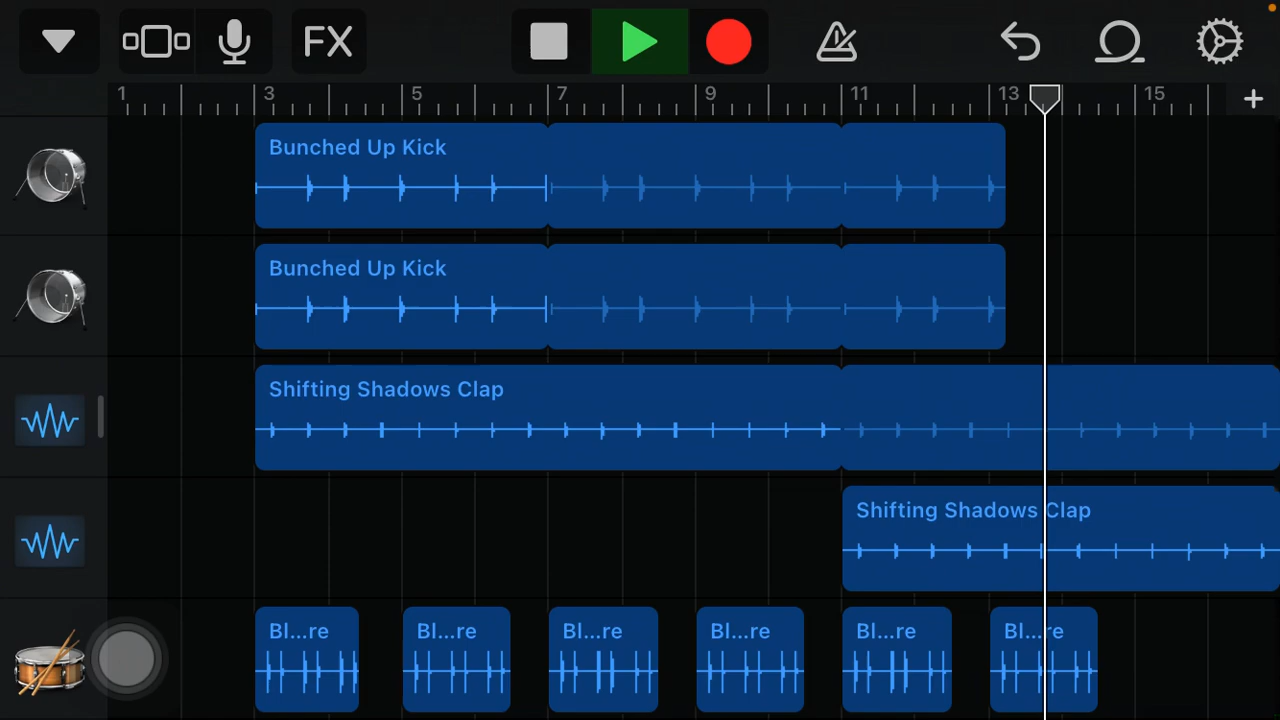 FX
1 3 5 7 9 11 13 15 +
Bunched Up Kick
Bunched Up Kick
Shifting Shadows Clap
Shifting Shadows Clap
Bl...re Bl...re Bl...re Bl...re Bl...re Bl...re